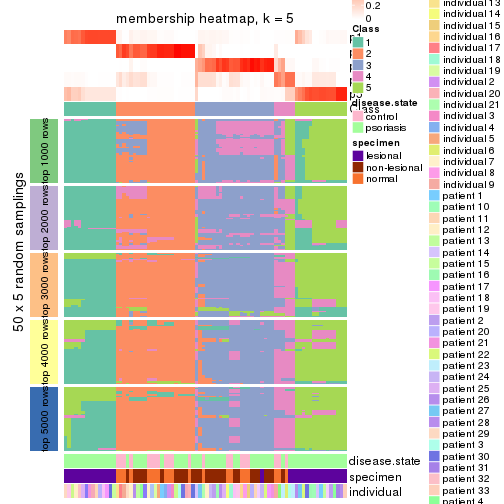 membership heatmap, k = 5
0.2
0
Class
1
2
3
4
5
Class
disease.state
control
psoriasis
specimen
lesional
non-lesional
normal
50 x 5 random samplings
top 1000 rows
top 2000 rows
top 3000 rows
top 4000 rows
top 5000 rows
disease.state
specimen
individual
individual 13
individual 14
individual 15
individual 16
individual 17
individual 18
individual 19
individual 2
individual 20
individual 21
individual 3
individual 4
individual 5
individual 6
individual 7
individual 8
individual 9
patient 1
patient 10
patient 11
patient 12
patient 13
patient 14
patient 15
patient 16
patient 17
patient 18
patient 19
patient 2
patient 20
patient 21
patient 22
patient 23
patient 24
patient 25
patient 26
patient 27
patient 28
patient 29
patient 3
patient 30
patient 31
patient 32
patient 33
patient 4